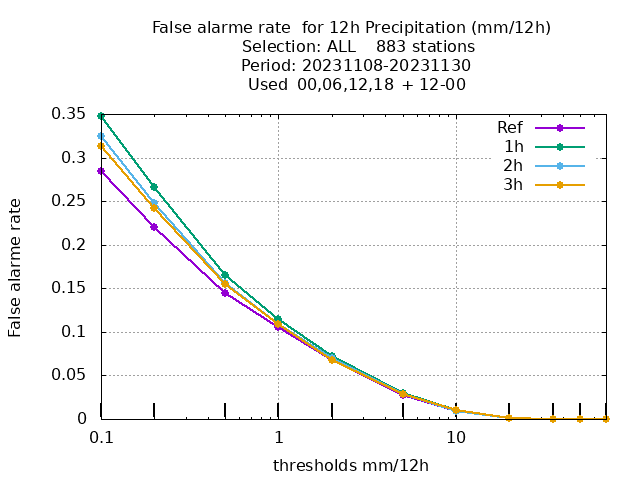 False alarme rate  for 12h Precipitation (mm/12h)
Selection: ALL    883 stations
Period: 20231108-20231130
Used  00,06,12,18  + 12-00
Ref
1h
2h
3h
False alarme rate
0.35
0.3
0.25
0.2
0.15
0.1
0.05
0
0.1 1 10
thresholds mm/12h